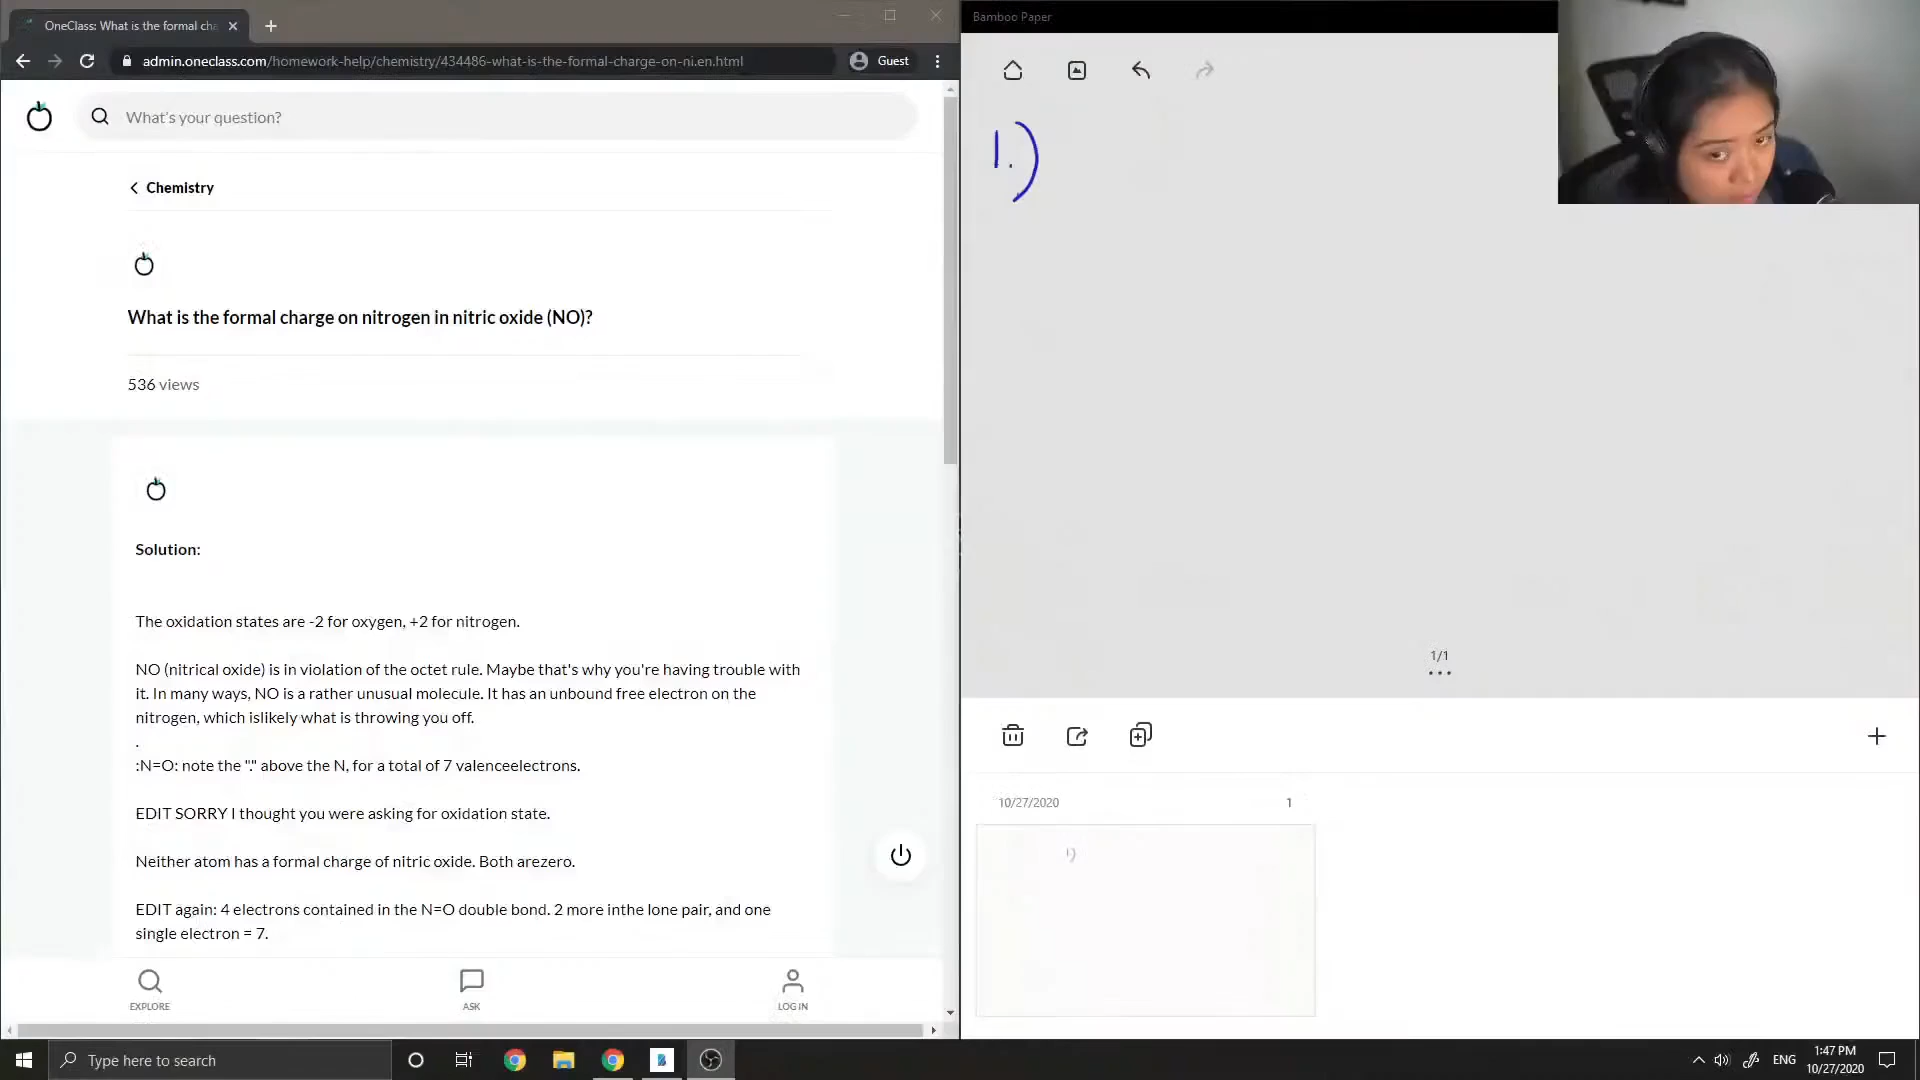 OneClass: What is the formal cha
Bamboo Paper
admin.oneclass.com/homework-help/chemistry/434486-what-is-the-formal-charge-on-ni.en.html
Guest
What's your question?
1.)
Chemistry
What is the formal charge on nitrogen in nitric oxide (NO)?
536 views
Solution:
The oxidation states are -2 for oxygen, +2 for nitrogen.
NO (nitrical oxide) is in violation of the octet rule. Maybe that's why you're having trouble with
it. In many ways, NO is a rather unusual molecule. It has an unbound free electron on the
nitrogen, which islikely what is throwing you off.
.
:N=O: note the "." above the N, for a total of 7 valenceelectrons.
EDIT SORRY I thought you were asking for oxidation state.
Neither atom has a formal charge of nitric oxide. Both arezero.
EDIT again: 4 electrons contained in the N=O double bond. 2 more inthe lone pair, and one
single electron = 7.
EXPLORE
ASK
LOG IN
1/1
10/27/2020
1
1)
Type here to search
ENG
1:47 PM
10/27/2020